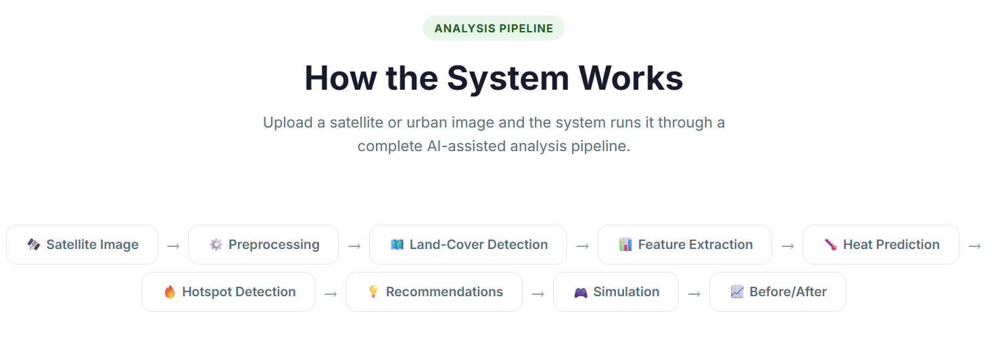 ANALYSIS PIPELINE
How the System Works
Upload a satellite or urban image and the system runs it through a
complete AI-assisted analysis pipeline.
Satellite Image → Preprocessing → Land-Cover Detection → Feature Extraction → Heat Prediction →
Hotspot Detection → Recommendations → Simulation → Before/After